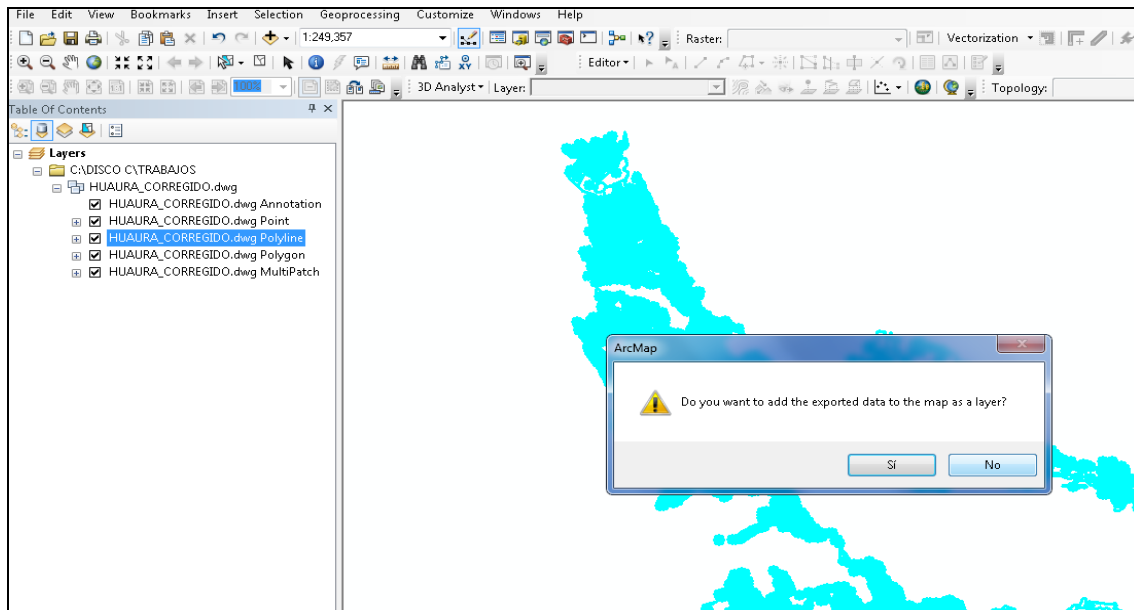 File Edit View Bookmarks Insert Selection Geoprocessing Customize Windows Help
1:249,357 Raster: Vectorization
Editor
100% 3D Analyst Layer: Topology:
Table Of Contents
Layers
C:\DISCO C\TRABAJOS
HUAURA_CORREGIDO.dwg
HUAURA_CORREGIDO.dwg Annotation
HUAURA_CORREGIDO.dwg Point
HUAURA_CORREGIDO.dwg Polyline
HUAURA_CORREGIDO.dwg Polygon
HUAURA_CORREGIDO.dwg MultiPatch
ArcMap
Do you want to add the exported data to the map as a layer?
Sí No